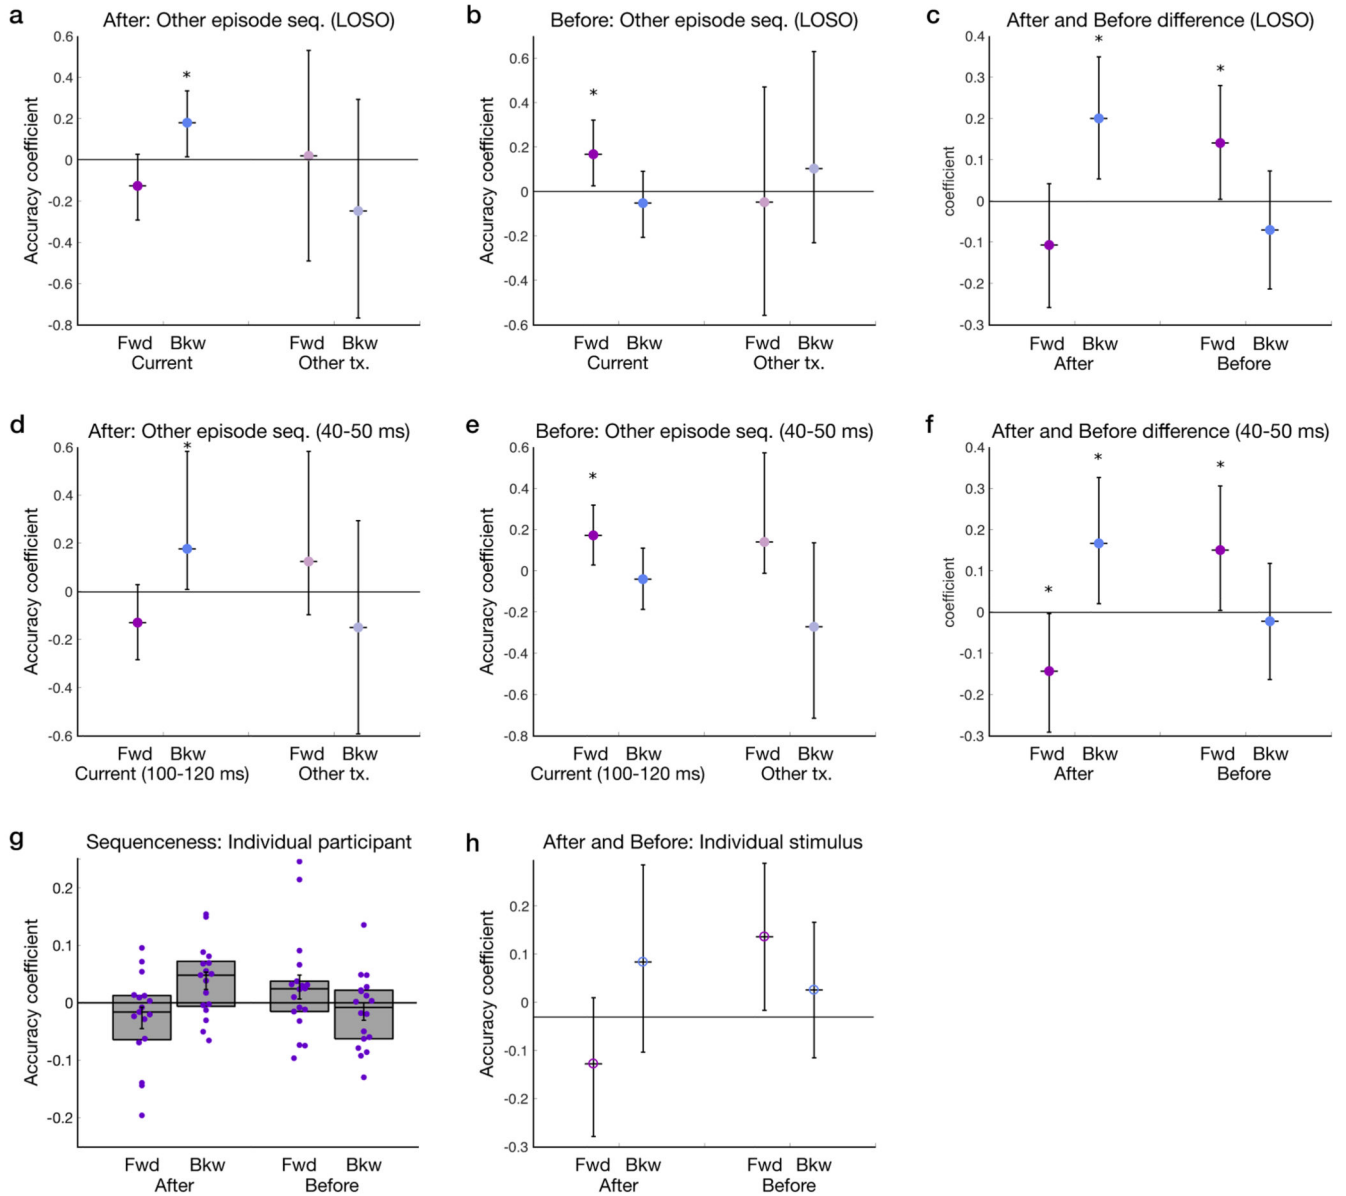 a After: Other episode seq. (LOSO)
Accuracy coefficient
0.6
0.4
0.2
0
-0.2
-0.4
-0.6
-0.8
*
Fwd Bkw Fwd Bkw
Current Other tx.
b Before: Other episode seq. (LOSO)
Accuracy coefficient
0.6
0.4
0.2
0
-0.2
-0.4
-0.6
*
Fwd Bkw Fwd Bkw
Current Other tx.
c After and Before difference (LOSO)
coefficient
0.4
0.3
0.2
0.1
0
-0.1
-0.2
-0.3
* *
Fwd Bkw Fwd Bkw
After Before
d After: Other episode seq. (40-50 ms)
Accuracy coefficient
0.6
0.4
0.2
0
-0.2
-0.4
-0.6
*
Fwd Bkw Fwd Bkw
Current (100-120 ms) Other tx.
e Before: Other episode seq. (40-50 ms)
Accuracy coefficient
0.6
0.4
0.2
0
-0.2
-0.4
-0.6
-0.8
*
Fwd Bkw Fwd Bkw
Current (100-120 ms) Other tx.
f After and Before difference (40-50 ms)
coefficient
0.4
0.3
0.2
0.1
0
-0.1
-0.2
-0.3
* * *
Fwd Bkw Fwd Bkw
After Before
g Sequenceness: Individual participant
Accuracy coefficient
0.2
0.1
0
-0.1
-0.2
Fwd Bkw Fwd Bkw
After Before
h After and Before: Individual stimulus
Accuracy coefficient
0.2
0.1
0
-0.1
-0.2
-0.3
Fwd Bkw Fwd Bkw
After Before